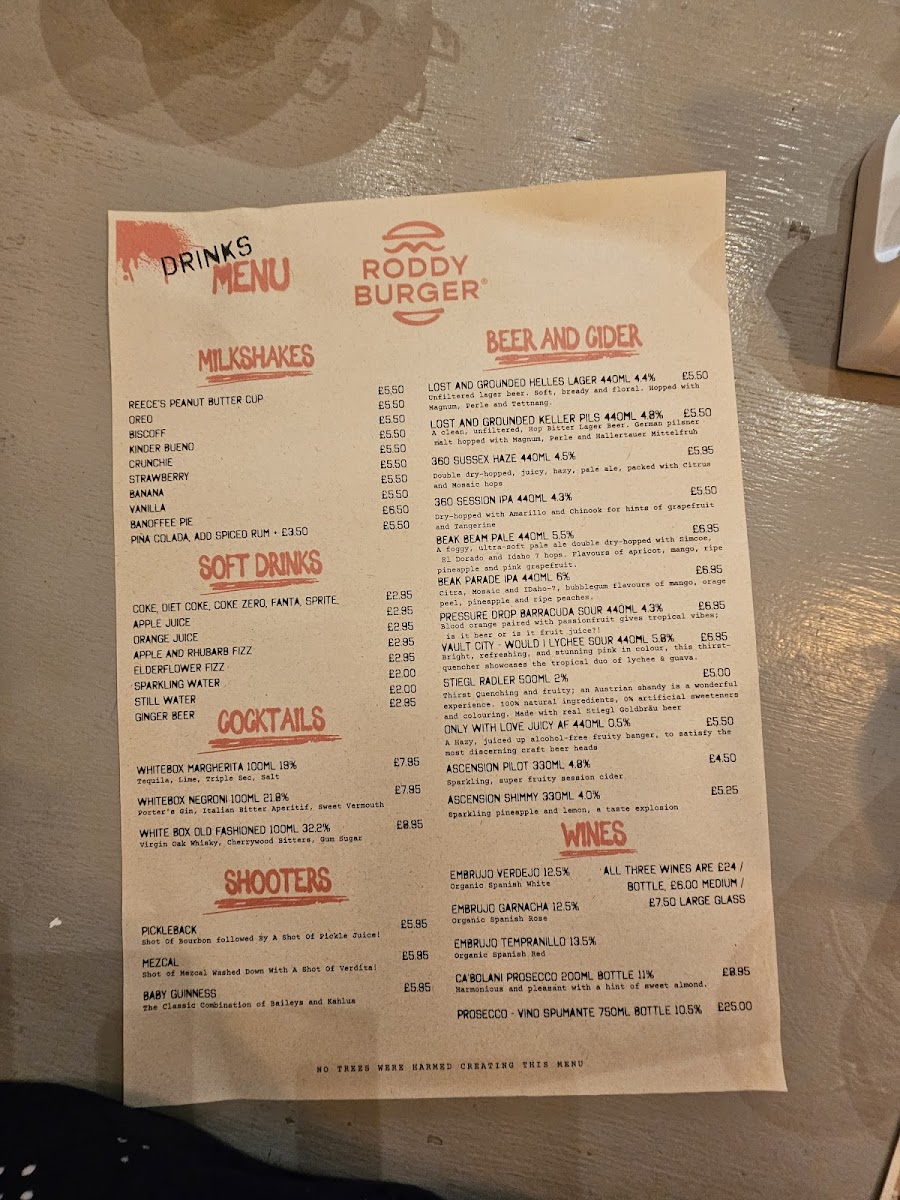 DRINKS
MENU
RODDY
BURGER®
MILKSHAKES
REECE'S PEANUT BUTTER CUP £5.50
OREO £5.50
BISCOFF £5.50
KINDER BUENO £5.50
CRUNCHIE £5.50
STRAWBERRY £5.50
BANANA £5.50
VANILLA £5.50
BANOFFEE PIE £6.50
PIÑA COLADA, ADD SPICED RUM + £3.50 £5.50
SOFT DRINKS
COKE, DIET COKE, COKE ZERO, FANTA, SPRITE, £2.95
APPLE JUICE £2.95
ORANGE JUICE £2.95
APPLE AND RHUBARB FIZZ £2.95
ELDERFLOWER FIZZ £2.95
SPARKLING WATER £2.00
STILL WATER £2.00
GINGER BEER £2.95
COCKTAILS
WHITEBOX MARGHERITA 100ML 19% £7.95
Tequila, Lime, Triple Sec, Salt
WHITEBOX NEGRONI 100ML 21.8% £7.95
Porter's Gin, Italian Bitter Aperitif, Sweet Vermouth
WHITE BOX OLD FASHIONED 100ML 32.2% £8.95
Virgin Oak Whisky, Cherrywood Bitters, Gum Sugar
SHOOTERS
PICKLEBACK £5.95
Shot Of Bourbon followed By A Shot Of Pickle Juice!
MEZCAL £5.95
Shot of Mezcal Washed Down With A Shot Of Verdita!
BABY GUINNESS £5.95
The Classic Combination of Baileys and Kahlua
BEER AND CIDER
LOST AND GROUNDED HELLES LAGER 440ML 4.4% £5.50
Unfiltered lager beer. Soft, bready and floral. Hopped with
Magnum, Perle and Tettnang.
LOST AND GROUNDED KELLER PILS 440ML 4.8% £5.50
A clean, unfiltered, Hop Bitter Lager Beer. German pilsner
malt hopped with Magnum, Perle and Hallertauer Mittelfruh
360 SUSSEX HAZE 440ML 4.5% £5.95
Double dry-hopped, juicy, hazy, pale ale, packed with Citrus
and Mosaic hops
360 SESSION IPA 440ML 4.3% £5.50
Dry-hopped with Amarillo and Chinook for hints of grapefruit
and Tangerine
BEAK BEAM PALE 440ML 5.5% £6.95
A foggy, ultra-soft pale ale double dry-hopped with Simcoe,
El Dorado and Idaho 7 hops. Flavours of apricot, mango, ripe
pineapple and pink grapefruit.
BEAK PARADE IPA 440ML 6% £6.95
Citra, Mosaic and IDaho-7, bubblegum flavours of mango, orage
peel, pineapple and ripe peaches.
PRESSURE DROP BARRACUDA SOUR 440ML 4.3% £6.95
Blood orange paired with passionfruit gives tropical vibes;
is it beer or is it fruit juice?!
VAULT CITY - WOULD I LYCHEE SOUR 440ML 5.8% £6.95
Bright, refreshing, and stunning pink in colour, this thirst-
quencher showcases the tropical duo of lychee & guava.
STIEGL RADLER 500ML 2% £5.00
Thirst quenching and fruity; an Austrian shandy is a wonderful
experience. 100% natural ingredients, 0% artificial sweeteners
and colouring. Made with real Stiegl Goldbräu beer
ONLY WITH LOVE JUICY AF 440ML 0.5% £5.50
A Hazy, juiced up alcohol-free fruity banger, to satisfy the
most discerning craft beer heads
ASCENSION PILOT 330ML 4.8% £4.50
Sparkling, super fruity session cider
ASCENSION SHIMMY 330ML 4.0% £5.25
Sparkling pineapple and lemon, a taste explosion
WINES
EMBRUJO VERDEJO 12.5%
Organic Spanish White
EMBRUJO GARNACHA 12.5%
Organic Spanish Rose
EMBRUJO TEMPRANILLO 13.5%
Organic Spanish Red
ALL THREE WINES ARE £24 /
BOTTLE, £6.00 MEDIUM /
£7.50 LARGE GLASS
CA'BOLANI PROSECCO 200ML BOTTLE 11% £8.95
Harmonious and pleasant with a hint of sweet almond.
PROSECCO - VINO SPUMANTE 750ML BOTTLE 10.5% £25.00
NO TREES WERE HARMED CREATING THIS MENU